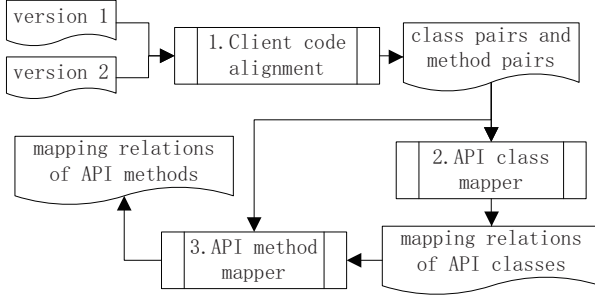 version 1
version 2
1.Client code
alignment
class pairs and
method pairs
2.API class
mapper
mapping relations
of API classes
3.API method
mapper
mapping relations
of API methods